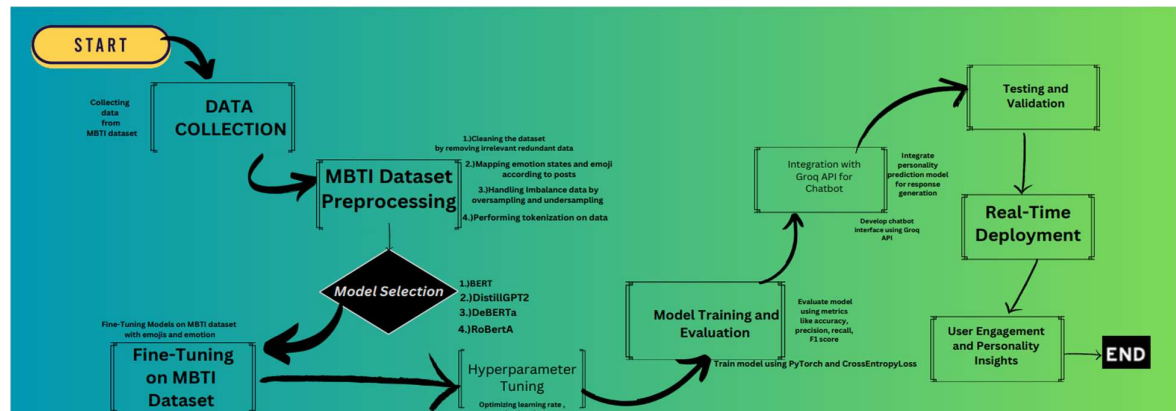 START
Collecting
data
from
MBTI dataset
DATA
COLLECTION
MBTI Dataset
Preprocessing
1.)Cleaning the dataset
by removing irrelevant redundant data
2.)Mapping emotion states and emoji
according to posts
3.)Handling Imbalance data by
oversampling and undersampling
4.)Performing tokenization on data
Model Selection
1.)BERT
2.)DistillGPT2
3.)DeBERTa
4.)RoBertA
Fine-Tuning Models on MBTI dataset
with emojis and emotion
Fine-Tuning
on MBTI
Dataset
Hyperparameter
Tuning
Optimizing learning rate ,
Model Training and
Evaluation
Evaluate model
using metrics
like accuracy,
precision, recall,
F1 score
Train model using PyTorch and CrossEntropyLoss
Integration with
Groq API for
Chatbot
Integrate
personality
prediction model
for response
generation
Develop chatbot
interface using Groq
API
Testing and
Validation
Real-Time
Deployment
User Engagement
and Personality
Insights
END